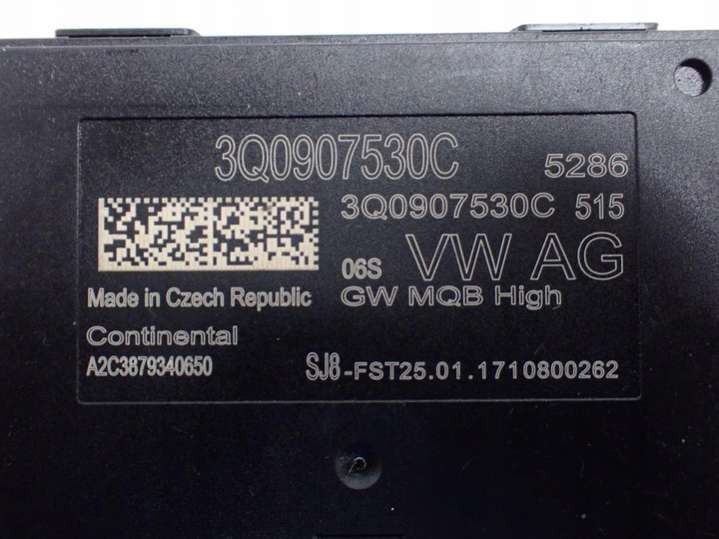 3Q0907530C 5286
3Q0907530C 515
06S VW AG
Made in Czech Republic GW MQB High
Continental
A2C3879340650 SJ8-FST25.01.1710800262